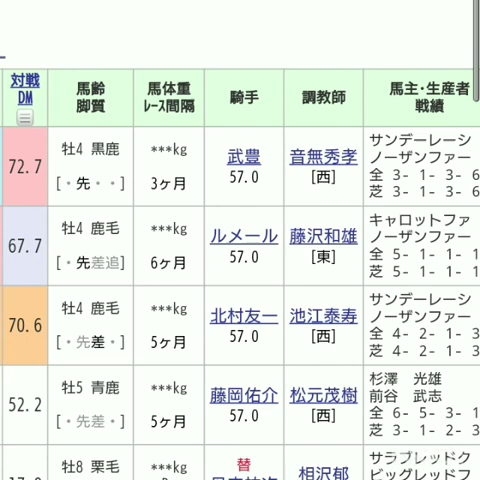 対戦 DM 馬齢 脚質 馬体重 ﾚｰｽ間隔 騎手 調教師 馬主・生産者 戦績
72.7 牡4 黒鹿 [・先・・] ***kg 3ヶ月 武豊 57.0 音無秀孝 [西] サンデーレーシ ノーザンファー 全 3- 1- 3- 6 芝 3- 1- 3- 6
67.7 牡4 鹿毛 [・先差追] ***kg 6ヶ月 ルメール 57.0 藤沢和雄 [東] キャロットファ ノーザンファー 全 5- 1- 1- 1 芝 5- 1- 1- 1
70.6 牡4 鹿毛 [・先差・] ***kg 5ヶ月 北村友一 57.0 池江泰寿 [西] サンデーレーシ ノーザンファー 全 4- 2- 1- 3 芝 4- 2- 1- 3
52.2 牡5 青鹿 [・先差・] ***kg 5ヶ月 藤岡佑介 57.0 松元茂樹 [西] 杉澤 光雄 前谷 武志 全 6- 5- 3- 1 芝 3- 1- 2- 3
牡8 栗毛 ***kg 替 相沢郁 サラブレッドク ビッグレッドフ